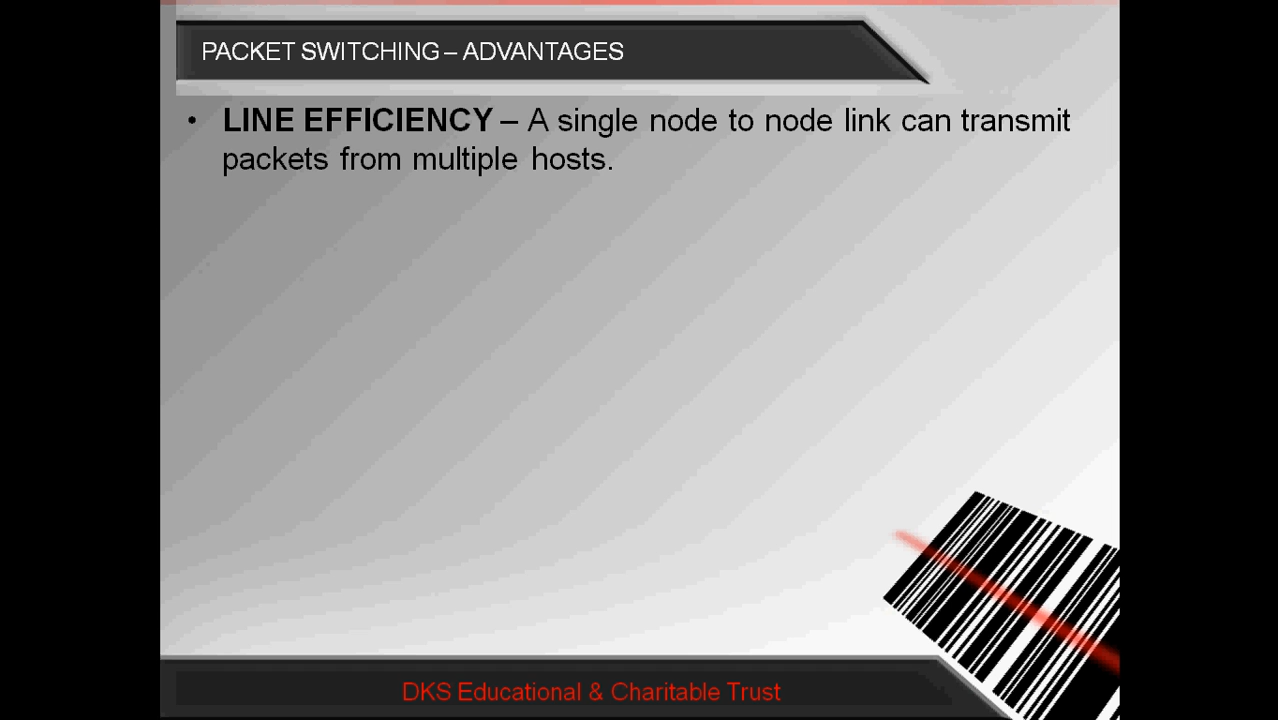 PACKET SWITCHING – ADVANTAGES
• LINE EFFICIENCY – A single node to node link can transmit
packets from multiple hosts.
DKS Educational & Charitable Trust